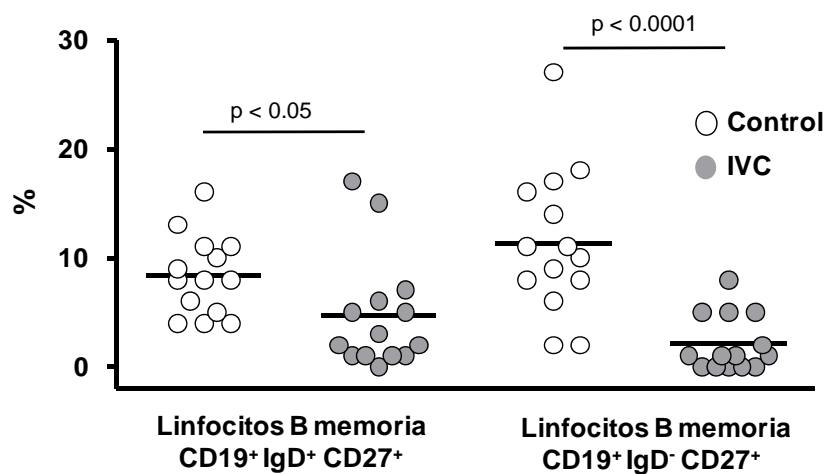 30
p < 0.0001
p < 0.05
Control
20
IVC
%
10
0
Linfocitos B memoria
CD19+ IgD+ CD27+
Linfocitos B memoria
CD19+ IgD- CD27+